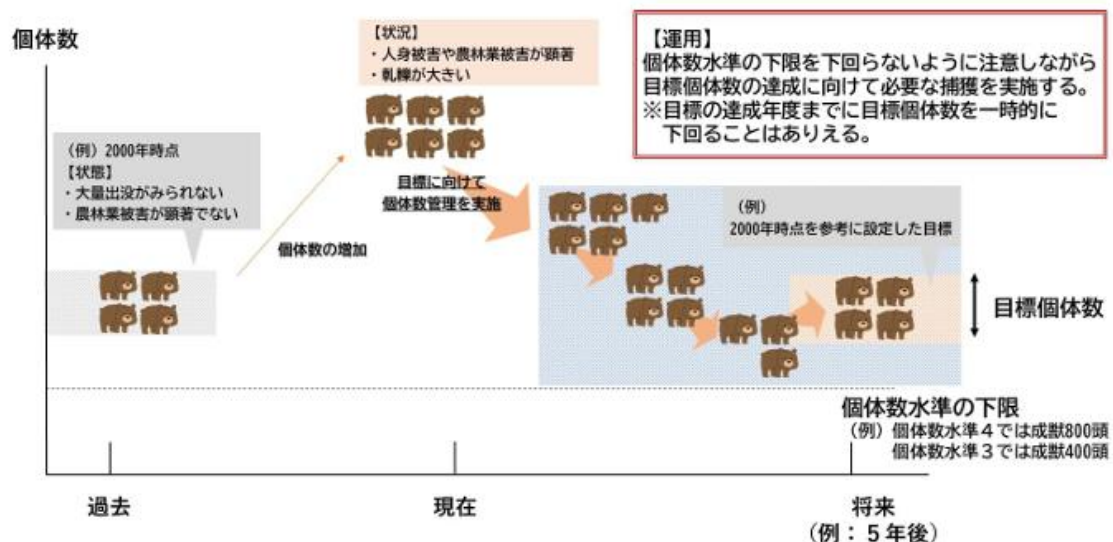 個体数
【状況】
・人身被害や農林業被害が顕著
・軋轢が大きい
【運用】
個体数水準の下限を下回らないように注意しながら
目標個体数の達成に向けて必要な捕獲を実施する。
※目標の達成年度までに目標個体数を一時的に
下回ることはありえる。
（例）2000年時点
【状態】
・大量出没がみられない
・農林業被害が顕著でない
目標に向けて
個体数管理を実施
個体数の増加
（例）
2000年時点を参考に設定した目標
目標個体数
個体数水準の下限
（例）個体数水準４では成獣800頭
個体数水準３では成獣400頭
過去
現在
将来
（例：５年後）